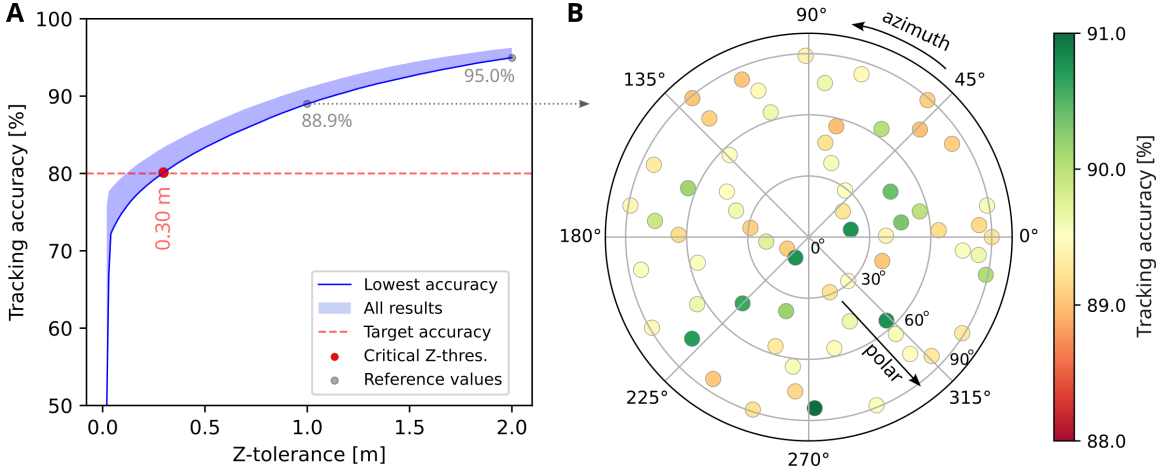 A
Tracking accuracy [%]
100
90
80
70
60
50
0.0
0.5
1.0
1.5
2.0
Z-tolerance [m]
95.0%
88.9%
0.30 m
Lowest accuracy
All results
Target accuracy
Critical Z-thres.
Reference values
B
90°
azimuth
45°
135°
180°
0°
225°
270°
315°
0°
30°
60°
90°
polar
91.0
90.0
89.0
88.0
Tracking accuracy [%]